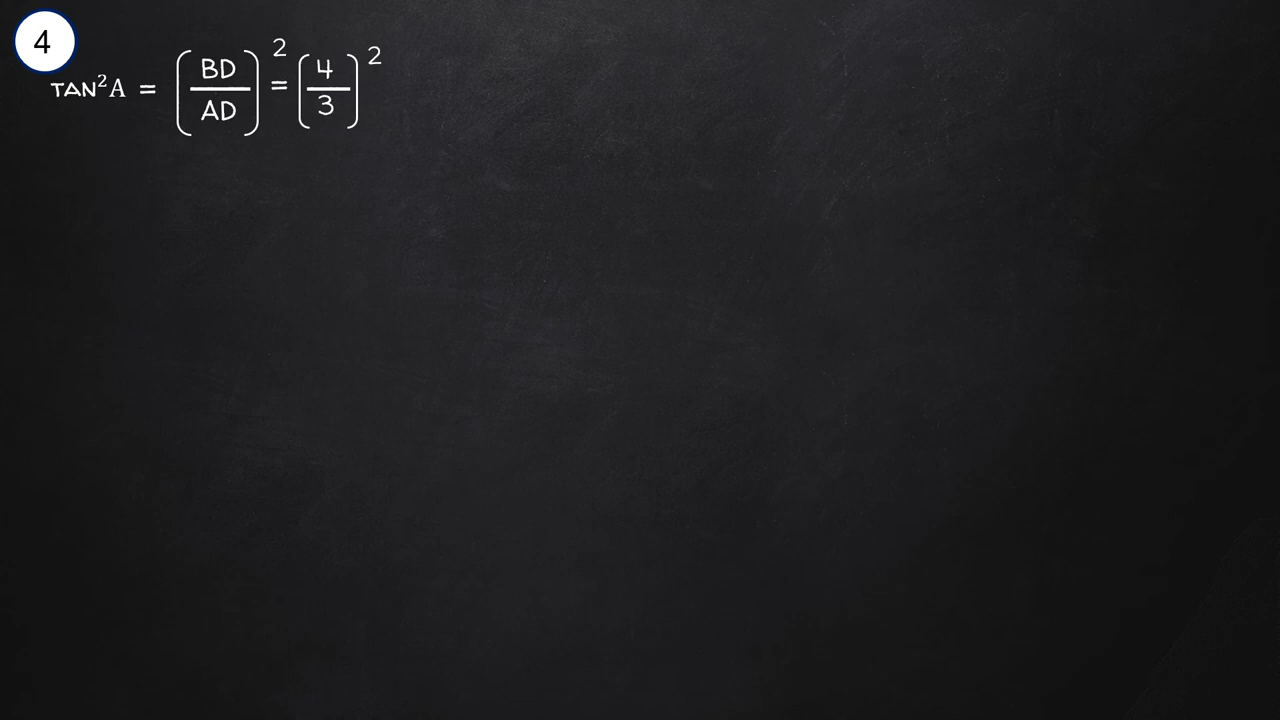 4
TAN²A = (BD/AD)² = (4/3)²